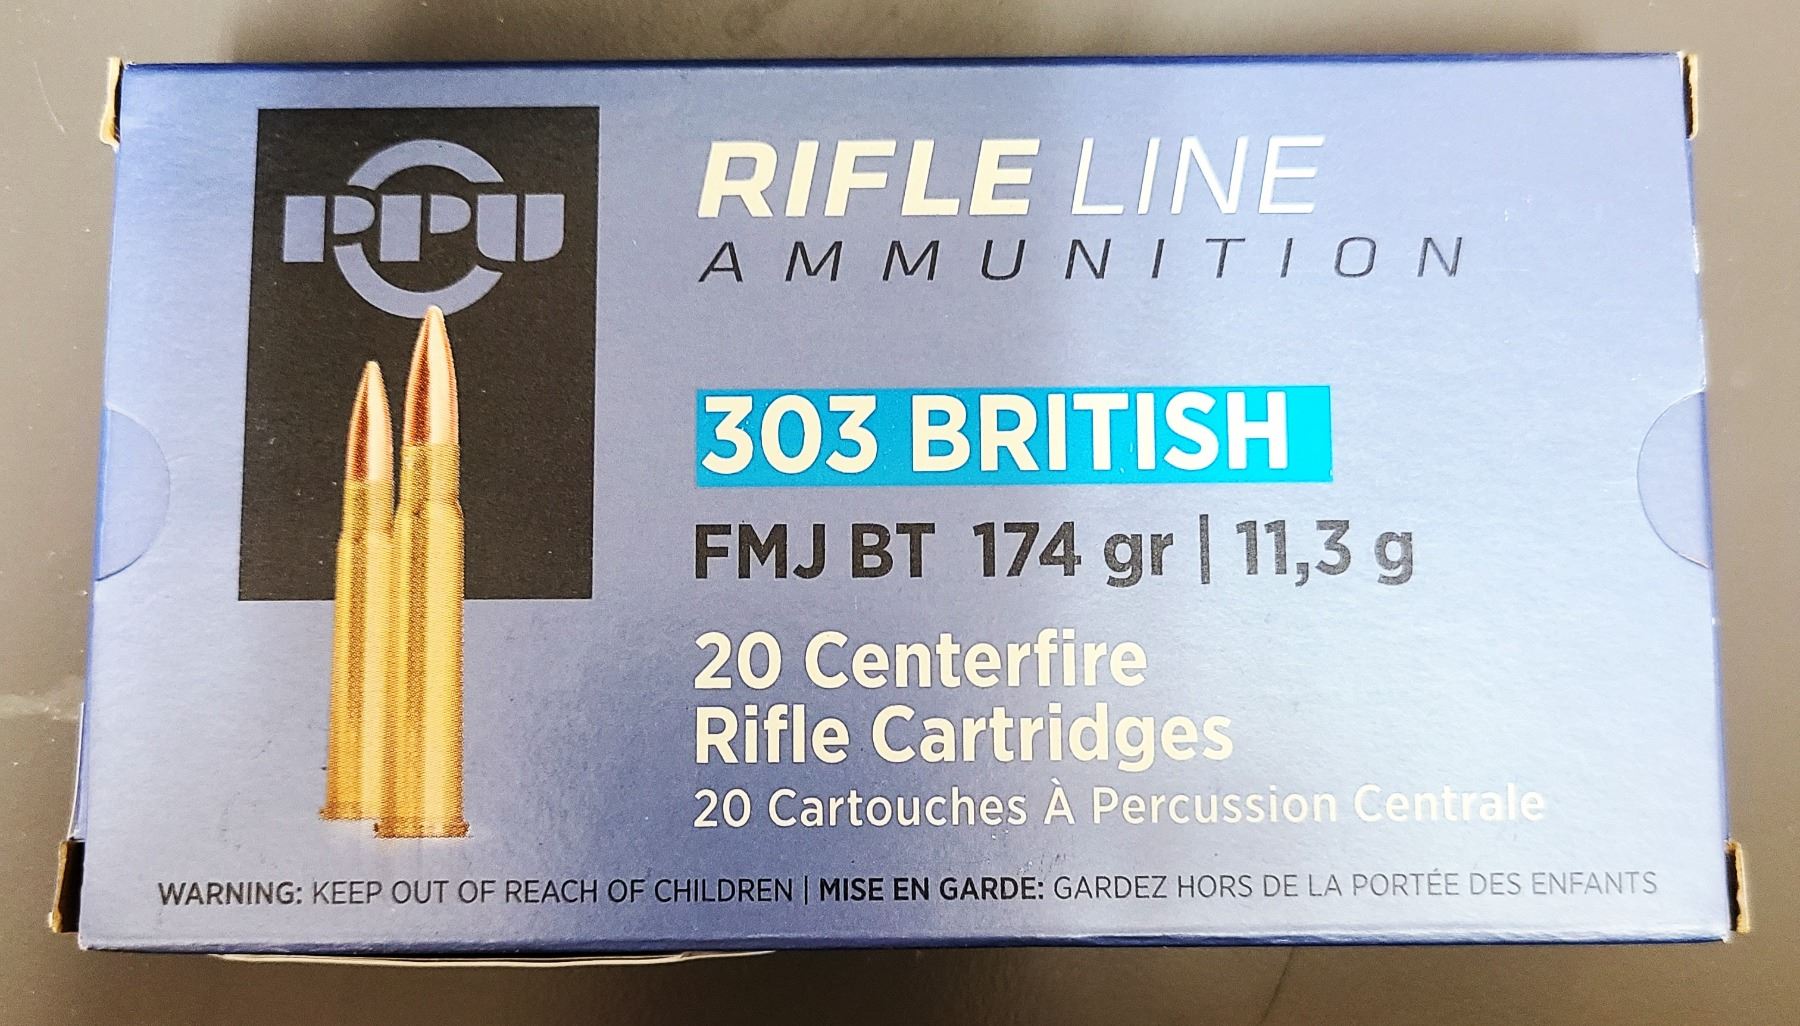 PPU
RIFLE LINE
AMMUNITION
303 BRITISH
FMJ BT 174 gr | 11,3 g
20 Centerfire
Rifle Cartridges
20 Cartouches À Percussion Centrale
WARNING: KEEP OUT OF REACH OF CHILDREN | MISE EN GARDE: GARDEZ HORS DE LA PORTÉE DES ENFANTS